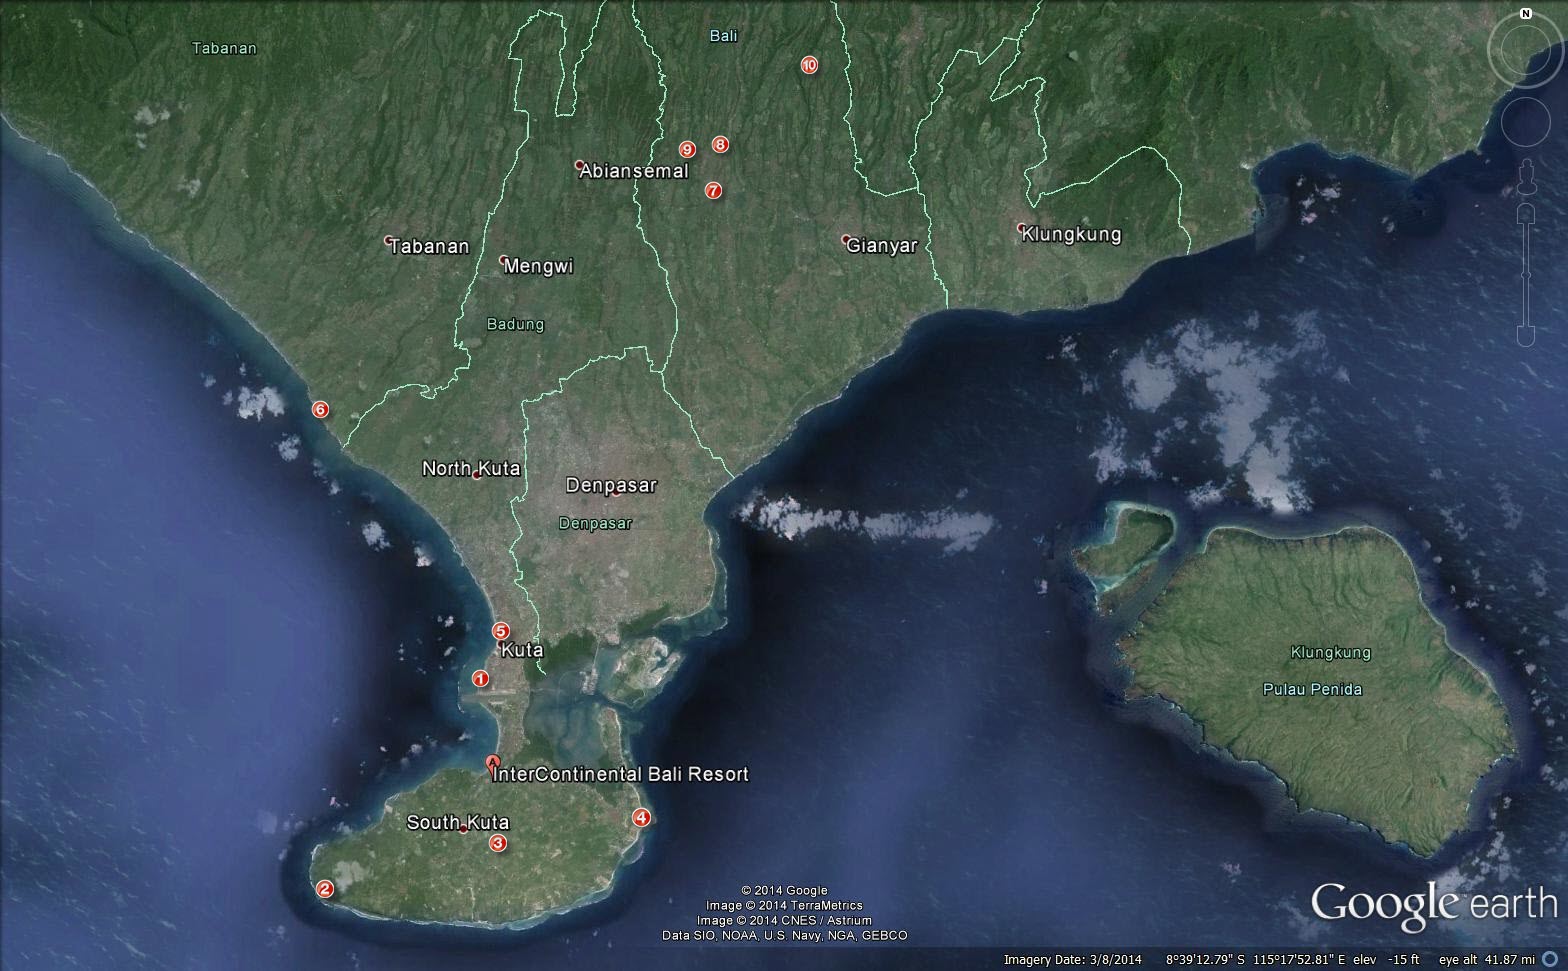 N
Tabanan
Bali
10
9
8
Abiansemal
7
Tabanan
Mengwi
Gianyar
Klungkung
Badung
6
North Kuta
Denpasar
Denpasar
5
Kuta
1
Klungkung
Pulau Penida
A
InterContinental Bali Resort
South Kuta
4
3
2
© 2014 Google
Image © 2014 TerraMetrics
Image © 2014 CNES / Astrium
Data SIO, NOAA, U.S. Navy, NGA, GEBCO
Google earth
Imagery Date: 3/8/2014 8°39'12.79" S 115°17'52.81" E elev -15 ft eye alt 41.87 mi